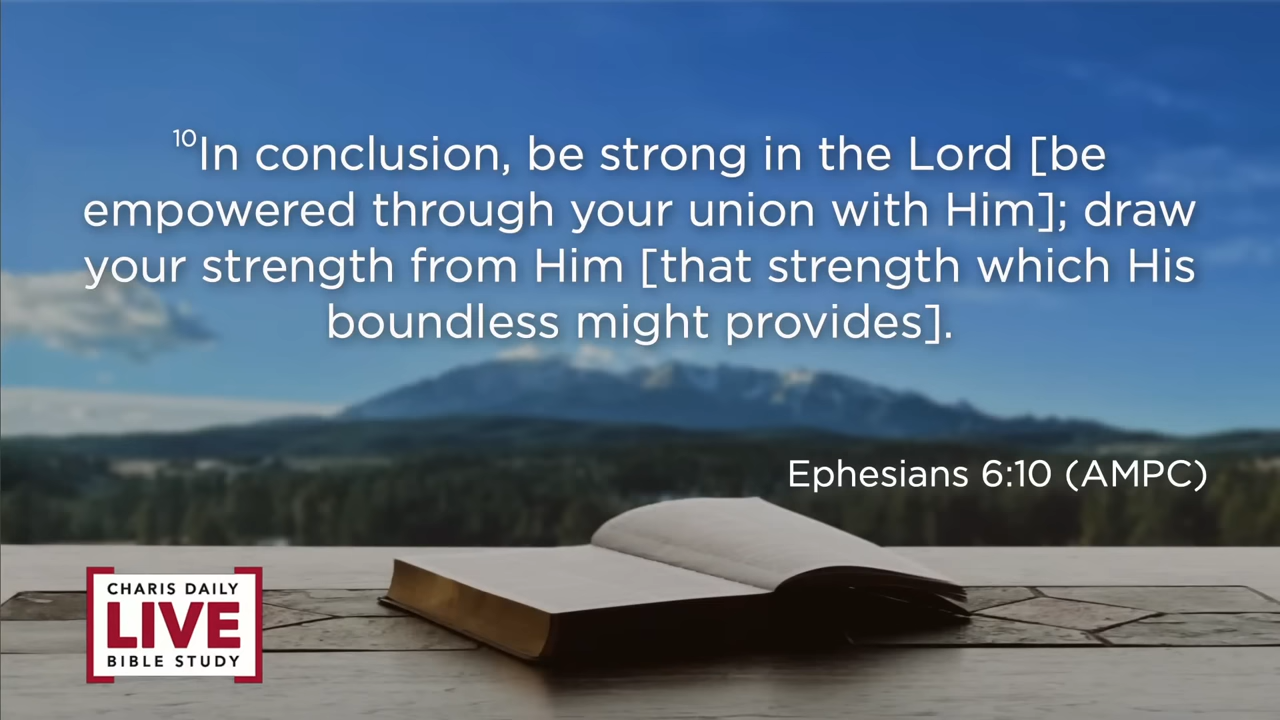 10In conclusion, be strong in the Lord [be
empowered through your union with Him]; draw
your strength from Him [that strength which His
boundless might provides].
Ephesians 6:10 (AMPC)
CHARIS DAILY
LIVE
BIBLE STUDY